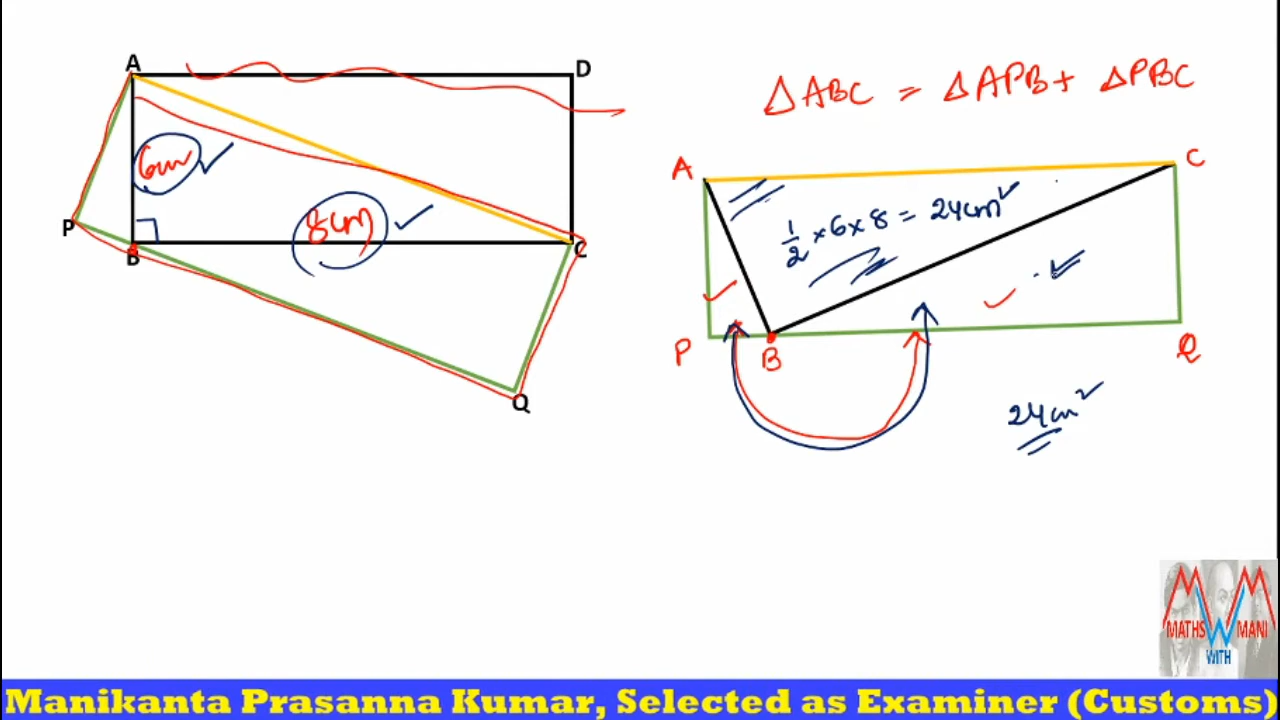 A
D
6cm
8cm
P
B
C
Q
ΔABC = ΔAPB + ΔPBC
A
C
1/2 × 6 × 8 = 24cm²
P
B
Q
24cm²
MATHS MANI
WITH
Manikanta Prasanna Kumar, Selected as Examiner (Customs)